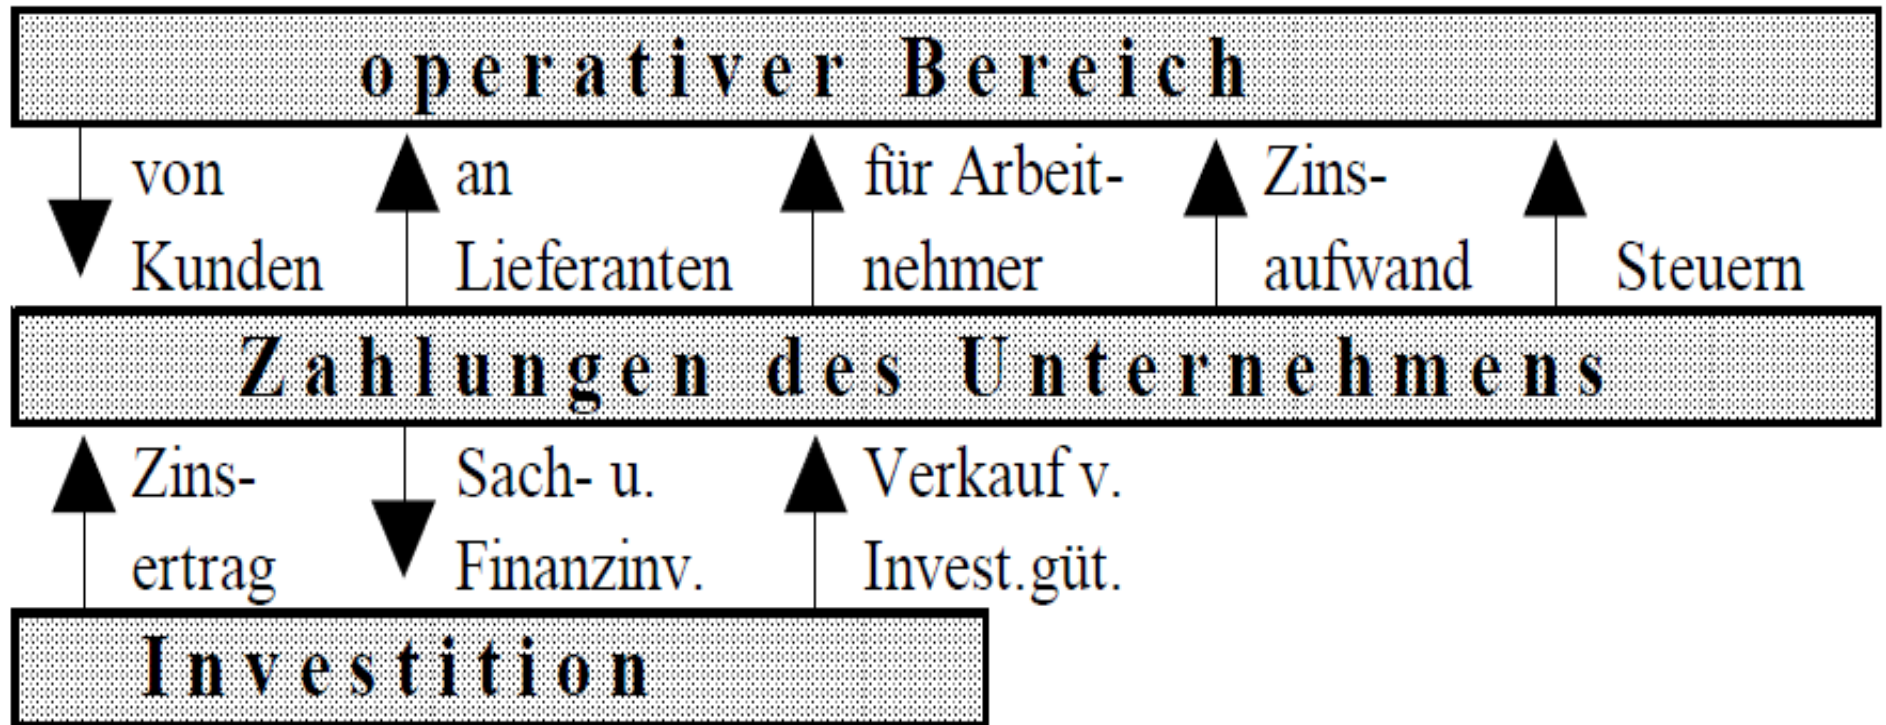 operativer Bereich
von an für Arbeit- Zins-
Kunden Lieferanten nehmer aufwand Steuern
Zahlungen des Unternehmens
Zins- Sach- u. Verkauf v.
ertrag Finanzinv. Invest.güt.
Investition